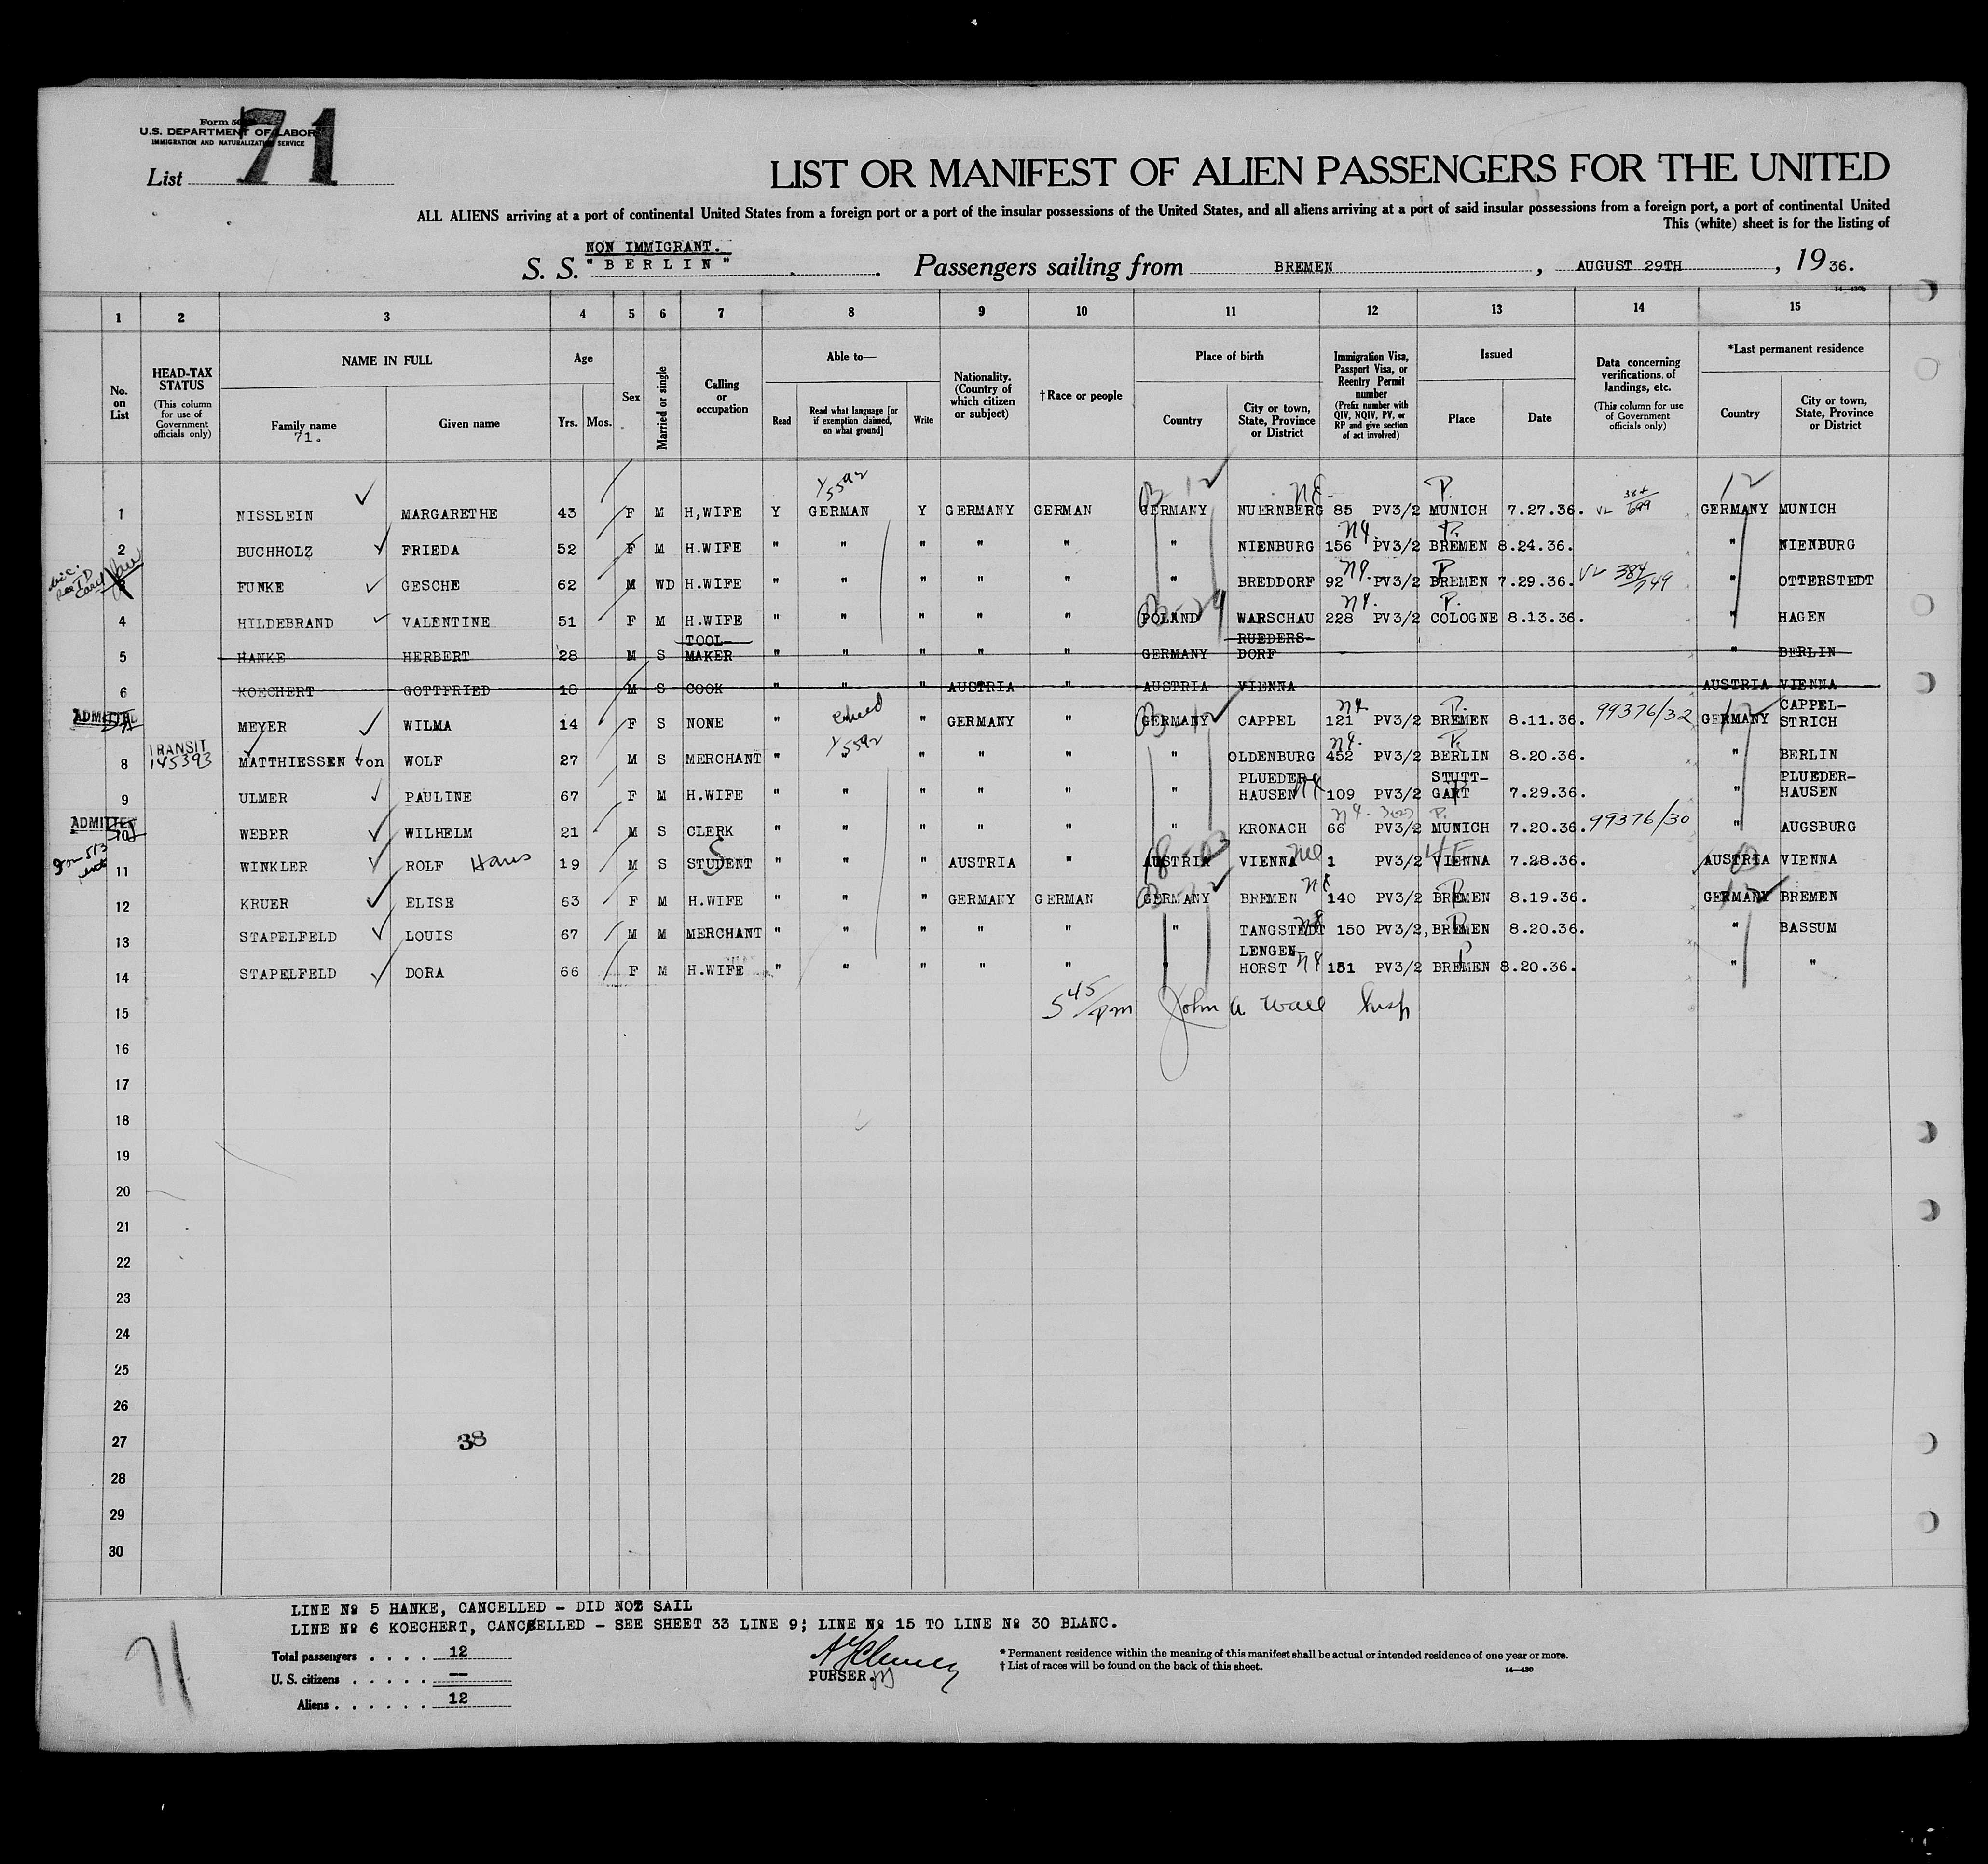 Form 5
U.S. DEPARTMENT OF LABOR
IMMIGRATION AND NATURALIZATION SERVICE
List 71
LIST OR MANIFEST OF ALIEN PASSENGERS FOR THE UNITED
ALL ALIENS arriving at a port of continental United States from a foreign port or a port of the insular possessions of the United States, and all aliens arriving at a port of said insular possessions from a foreign port, a port of continental United
This (white) sheet is for the listing of
NON IMMIGRANT.
S. S. "BERLIN" Passengers sailing from BREMEN, AUGUST 29TH, 1936.
1 2 3 4 5 6 7 8 9 10 11 12 13 14 15
No. on List
HEAD-TAX STATUS (This column for use of Government officials only)
NAME IN FULL
Family name 71. Given name
Age Yrs. Mos.
Sex
Married or single
Calling or occupation
Able to— Read Read what language [or if exemption claimed, on what ground] Write
Nationality. (Country of which citizen or subject)
†Race or people
Place of birth Country City or town, State, Province or District
Immigration Visa, Passport Visa, or Reentry Permit number (Prefix number with QIV, NQIV, PV, or RP and give section of act involved)
Issued Place Date
Data concerning verifications of landings, etc. (This column for use of Government officials only)
*Last permanent residence Country City or town, State, Province or District
1 NISSLEIN MARGARETHE 43 F M H,WIFE Y GERMAN Y GERMANY GERMAN GERMANY NUERNBERG 85 PV3/2 MUNICH 7.27.36. GERMANY MUNICH
2 BUCHHOLZ FRIEDA 52 F M H.WIFE " " " " " " NIENBURG 156 PV3/2 BREMEN 8.24.36. " NIENBURG
3 FUNKE GESCHE 62 M WD H.WIFE " " " " " " BREDDORF 92 PV3/2 BREMEN 7.29.36. 384/749 " OTTERSTEDT
4 HILDEBRAND VALENTINE 51 F M H.WIFE " " " " " POLAND WARSCHAU 228 PV3/2 COLOGNE 8.13.36. " HAGEN
5 HANKE HERBERT 28 M S TOOL-MAKER " " " " " GERMANY RUEDERS-DORF " BERLIN
6 KOECHERT GOTTFRIED 18 M S COOK " " " AUSTRIA " AUSTRIA VIENNA AUSTRIA VIENNA
ADMITTED MEYER WILMA 14 F S NONE " " " GERMANY " GERMANY CAPPEL 121 PV3/2 BREMEN 8.11.36. 99376/32 GERMANY CAPPEL-STRICH
8 TRANSIT 145393 MATTHIESSEN von WOLF 27 M S MERCHANT " " " " " " OLDENBURG 452 PV3/2 BERLIN 8.20.36. " BERLIN
9 ULMER PAULINE 67 F M H.WIFE " " " " " " PLUEDER-HAUSEN 109 PV3/2 STUTT-GART 7.29.36. " PLUEDER-HAUSEN
ADMITTED 10 WEBER WILHELM 21 M S CLERK " " " " " " KRONACH 66 PV3/2 MUNICH 7.20.36. 99376/30 " AUGSBURG
11 WINKLER ROLF Hans 19 M S STUDENT " " " AUSTRIA " AUSTRIA VIENNA 1 PV3/2 VIENNA 7.28.36. AUSTRIA VIENNA
12 KRUER ELISE 63 F M H.WIFE " " " GERMANY GERMAN GERMANY BREMEN 140 PV3/2 BREMEN 8.19.36. GERMANY BREMEN
13 STAPELFELD LOUIS 67 M M MERCHANT " " " " " " TANGSTEDT 150 PV3/2, BREMEN 8.20.36. " BASSUM
14 STAPELFELD DORA 66 F M H.WIFE " " " " " " LENGEN-HORST 151 PV3/2 BREMEN 8.20.36. " "
15 5 45/pm John A Wall Insp
16
17
18
19
20
21
22
23
24
25
26
27 38
28
29
30
LINE № 5 HANKE, CANCELLED - DID NOT SAIL
LINE № 6 KOECHERT, CANCELLED - SEE SHEET 33 LINE 9; LINE № 15 TO LINE № 30 BLANC.
Total passengers . . . . 12
U. S. citizens . . . . . —
Aliens . . . . . . 12
PURSER.
* Permanent residence within the meaning of this manifest shall be actual or intended residence of one year or more.
† List of races will be found on the back of this sheet.
14—430
71